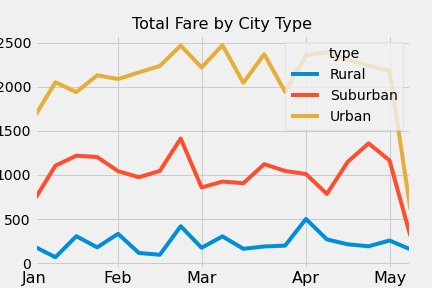 Total Fare by City Type
type
Rural
Suburban
Urban
2500
2000
1500
1000
500
0
Jan Feb Mar Apr May